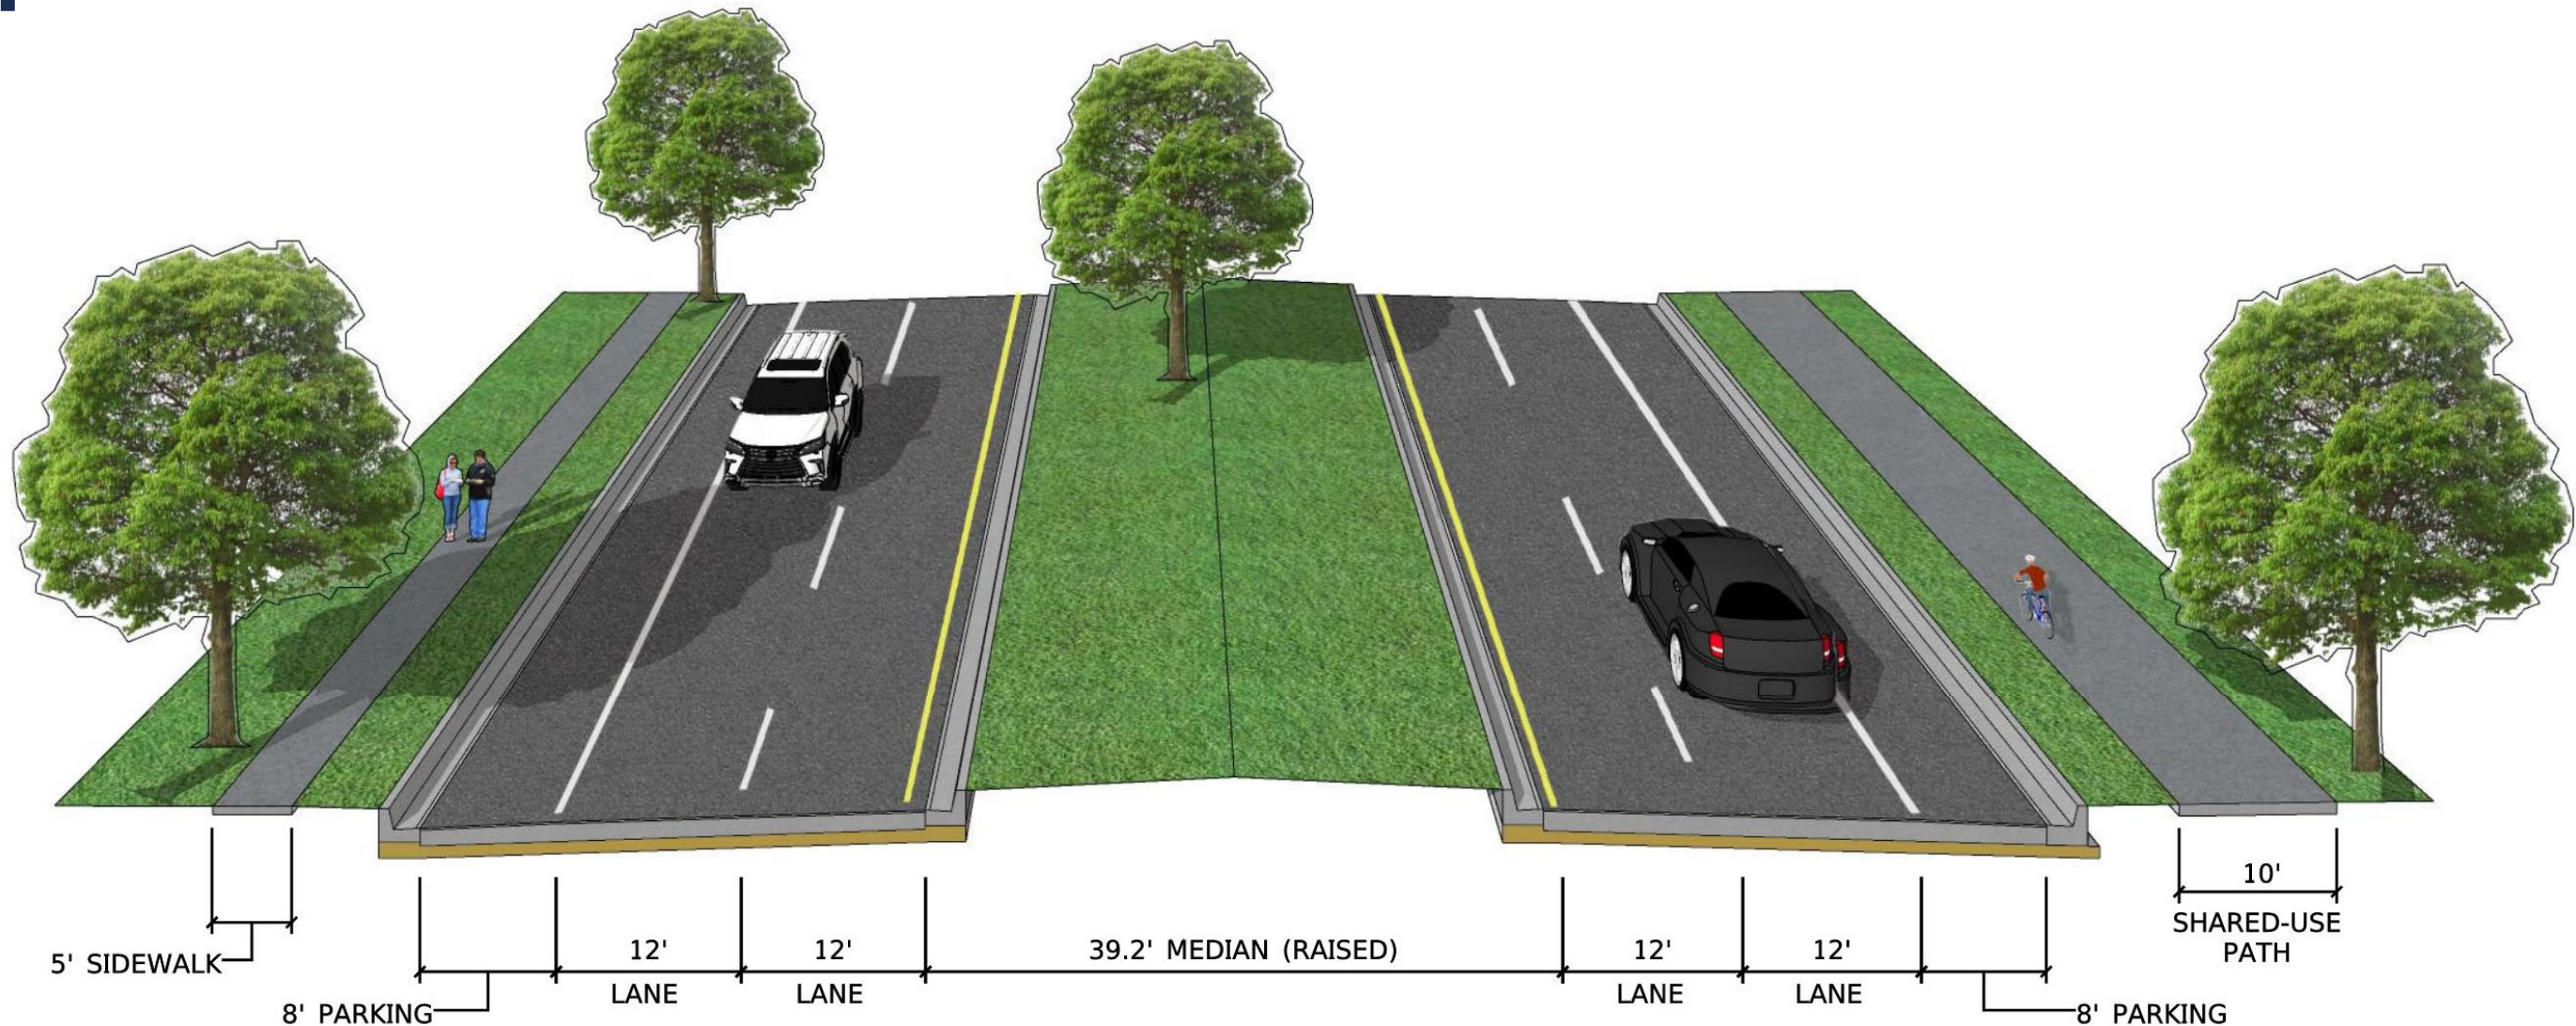 10'
SHARED-USE
PATH
5' SIDEWALK
12'
LANE
12'
LANE
39.2' MEDIAN (RAISED)
12'
LANE
12'
LANE
8' PARKING
8' PARKING